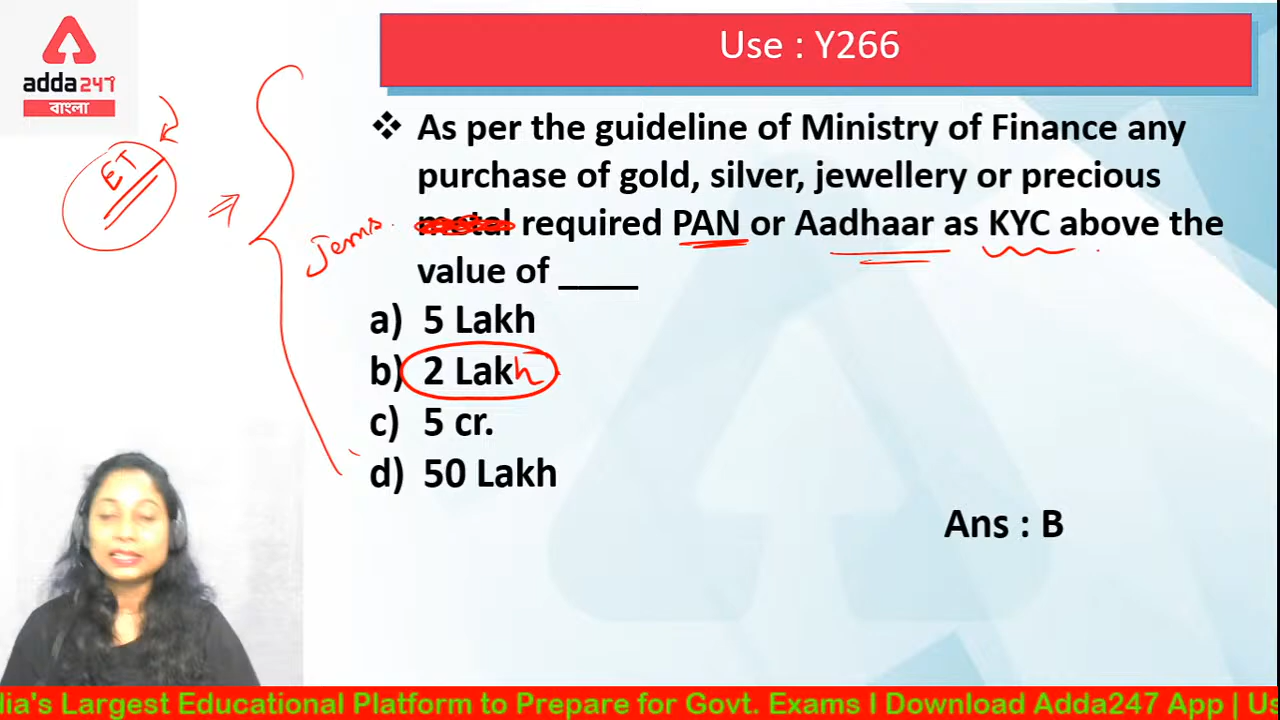 adda247
বাংলা
Use : Y266
ET
❖ As per the guideline of Ministry of Finance any
purchase of gold, silver, jewellery or precious
Jems.
metal required PAN or Aadhaar as KYC above the
value of ____
a) 5 Lakh
b) 2 Lakh
c) 5 cr.
d) 50 Lakh
Ans : B
dia's Largest Educational Platform to Prepare for Govt. Exams I Download Adda247 App | Us